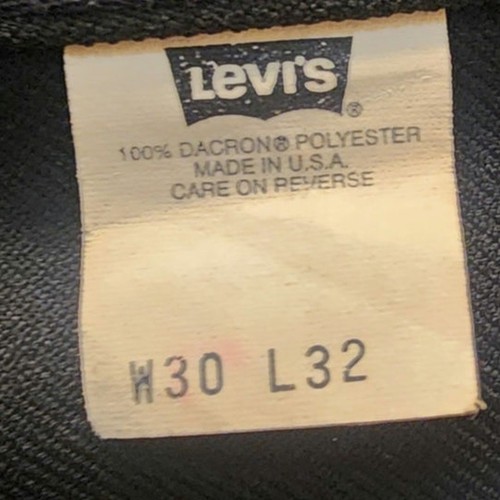 Levi's ®
100% DACRON® POLYESTER
MADE IN U.S.A.
CARE ON REVERSE
W30 L32